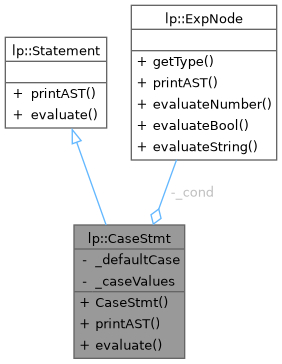 lp::ExpNode
+ getType()
+ printAST()
+ evaluateNumber()
+ evaluateBool()
+ evaluateString()
lp::Statement
+ printAST()
+ evaluate()
-_cond
lp::CaseStmt
- _defaultCase
- _caseValues
+ CaseStmt()
+ printAST()
+ evaluate()